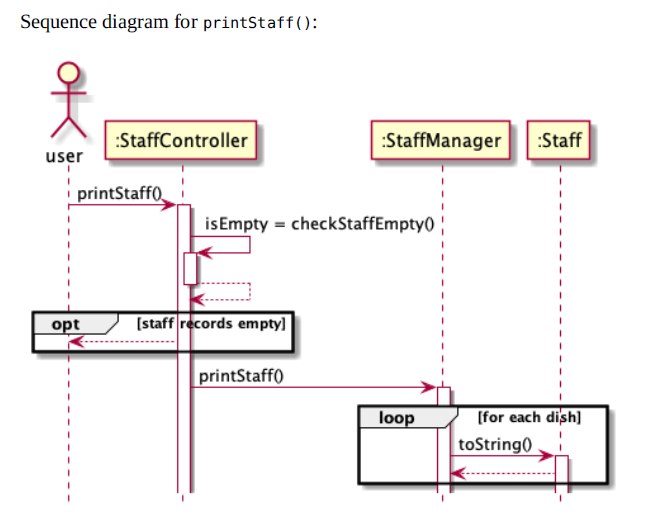 Sequence diagram for printStaff():
user
:StaffController
:StaffManager
:Staff
printStaff()
isEmpty = checkStaffEmpty()
opt
[staff records empty]
printStaff()
loop
[for each dish]
toString()